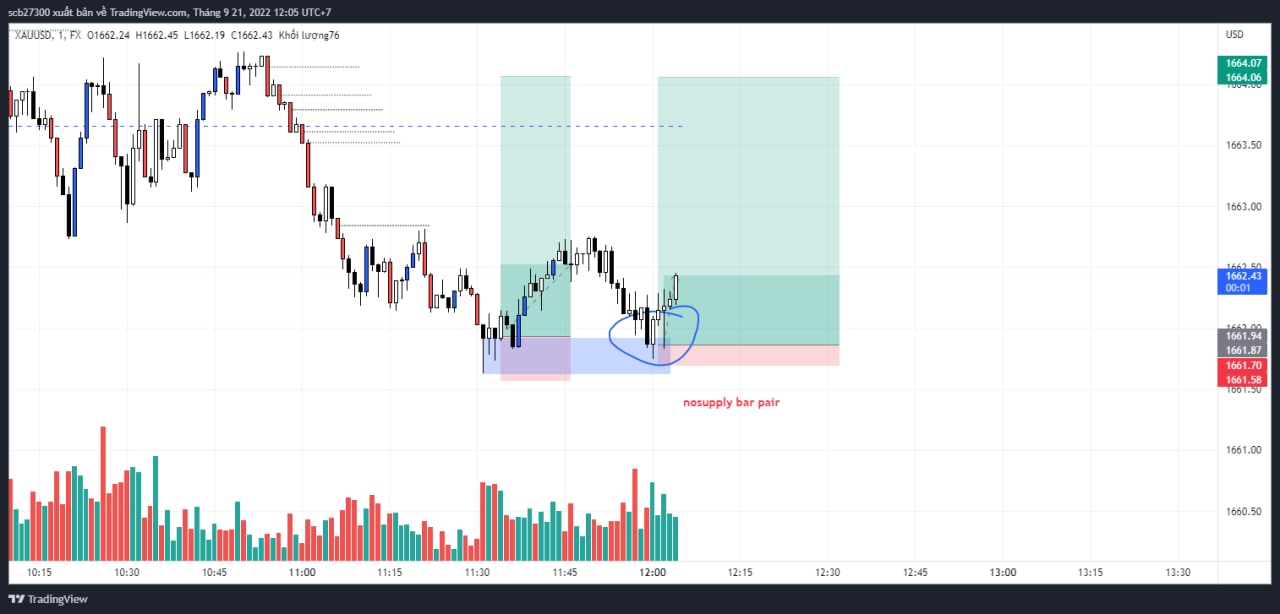 scb27300 xuất bản về TradingView.com, Tháng 9 21, 2022 12:05 UTC+7
XAUUSD, 1, FX O1662.24 H1662.45 L1662.19 C1662.43 Khối lượng76
USD
1664.07
1664.06
1664.00
1663.50
1663.00
1662.50
1662.43
00:01
1662.00
1661.94
1661.87
1661.70
1661.58
1661.50
nosupply bar pair
1661.00
1660.50
10:15 10:30 10:45 11:00 11:15 11:30 11:45 12:00 12:15 12:30 12:45 13:00 13:15 13:30
TradingView